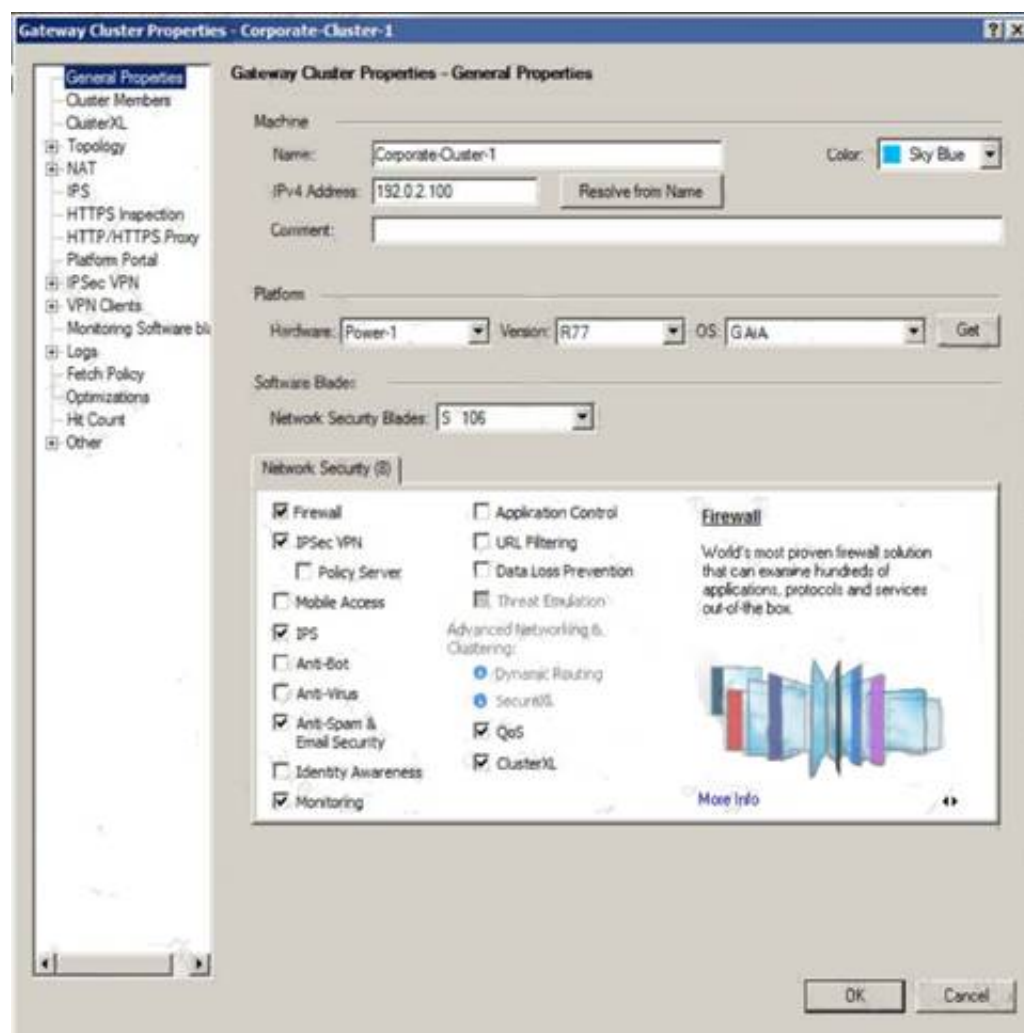 Gateway Cluster Properties - Corporate-Cluster-1
General Properties
Cluster Members
ClusterXL
Topology
NAT
IPS
HTTPS Inspection
HTTP/HTTPS Proxy
Platform Portal
IPSec VPN
VPN Clients
Monitoring Software bla
Logs
Fetch Policy
Optimizations
Hit Count
Other
Gateway Cluster Properties - General Properties
Machine
Name: Corporate-Cluster-1 Color: Sky Blue
IPv4 Address: 192.0.2.100 Resolve from Name
Comment:
Platform
Hardware: Power-1 Version: R77 OS: GAiA Get
Software Blades
Network Security Blades: S 106
Network Security (8)
Firewall
IPSec VPN
Policy Server
Mobile Access
IPS
Anti-Bot
Anti-Virus
Anti-Spam &
Email Security
Identity Awareness
Monitoring
Application Control
URL Filtering
Data Loss Prevention
Threat Emulation
Advanced Networking &
Clustering:
Dynamic Routing
SecureXL
QoS
ClusterXL
Firewall
World's most proven firewall solution
that can examine hundreds of
applications, protocols and services
out-of-the box.
More Info
OK Cancel